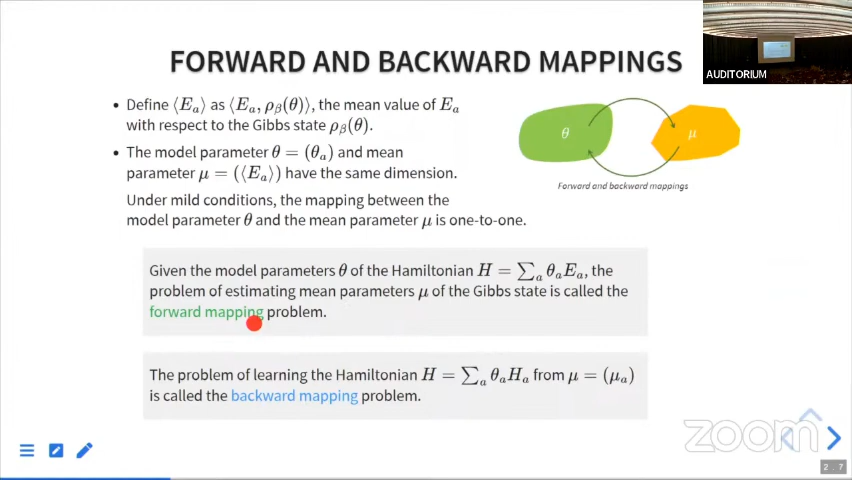 FORWARD AND BACKWARD MAPPINGS
AUDITORIUM
• Define ⟨E_a⟩ as ⟨E_a, ρ_β(θ)⟩, the mean value of E_a
with respect to the Gibbs state ρ_β(θ).
• The model parameter θ = (θ_a) and mean
parameter μ = (⟨E_a⟩) have the same dimension.
Under mild conditions, the mapping between the
model parameter θ and the mean parameter μ is one-to-one.
θ
μ
Forward and backward mappings
Given the model parameters θ of the Hamiltonian H = ∑_a θ_a E_a, the
problem of estimating mean parameters μ of the Gibbs state is called the
forward mapping problem.
The problem of learning the Hamiltonian H = ∑_a θ_a H_a from μ = (μ_a)
is called the backward mapping problem.
zoom
2.7